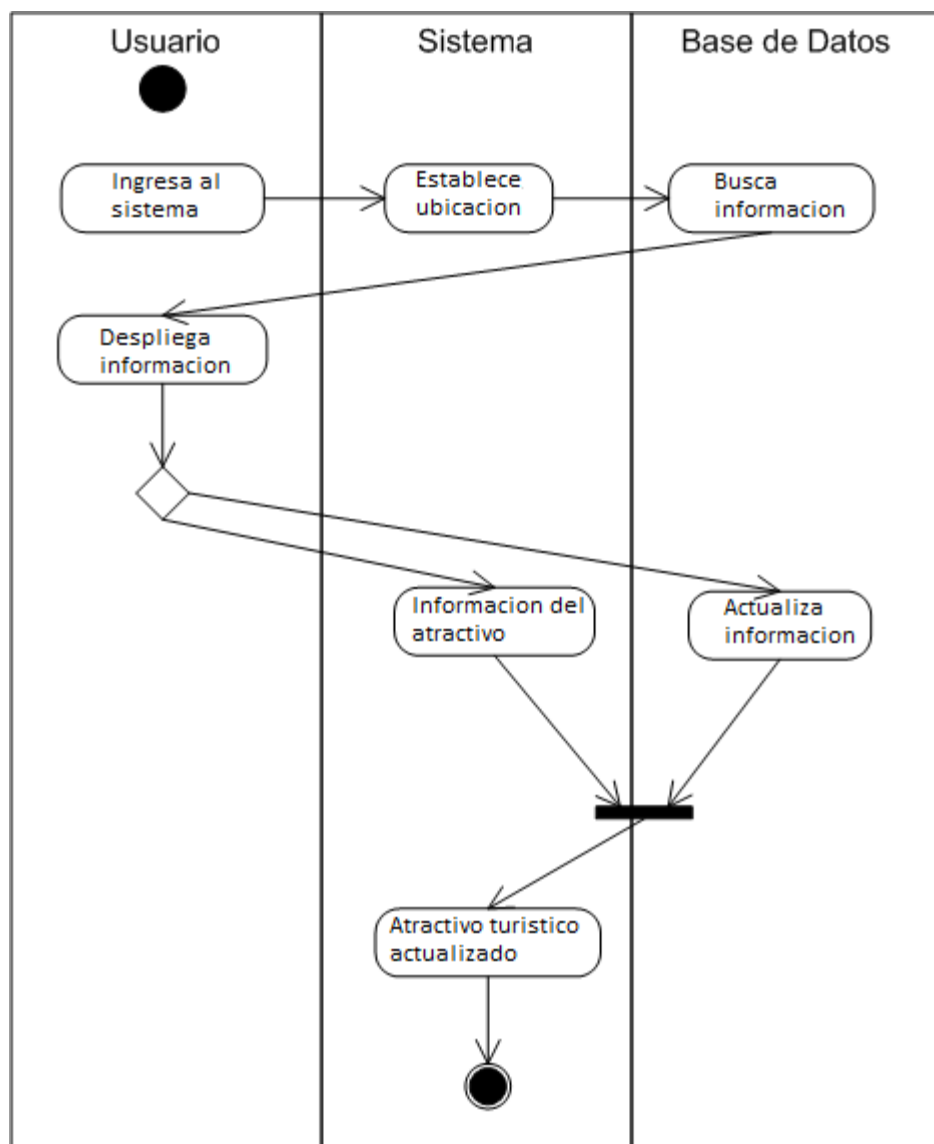 Usuario
Sistema
Base de Datos
Ingresa al
sistema
Establece
ubicacion
Busca
informacion
Despliega
informacion
Informacion del
atractivo
Actualiza
informacion
Atractivo turistico
actualizado